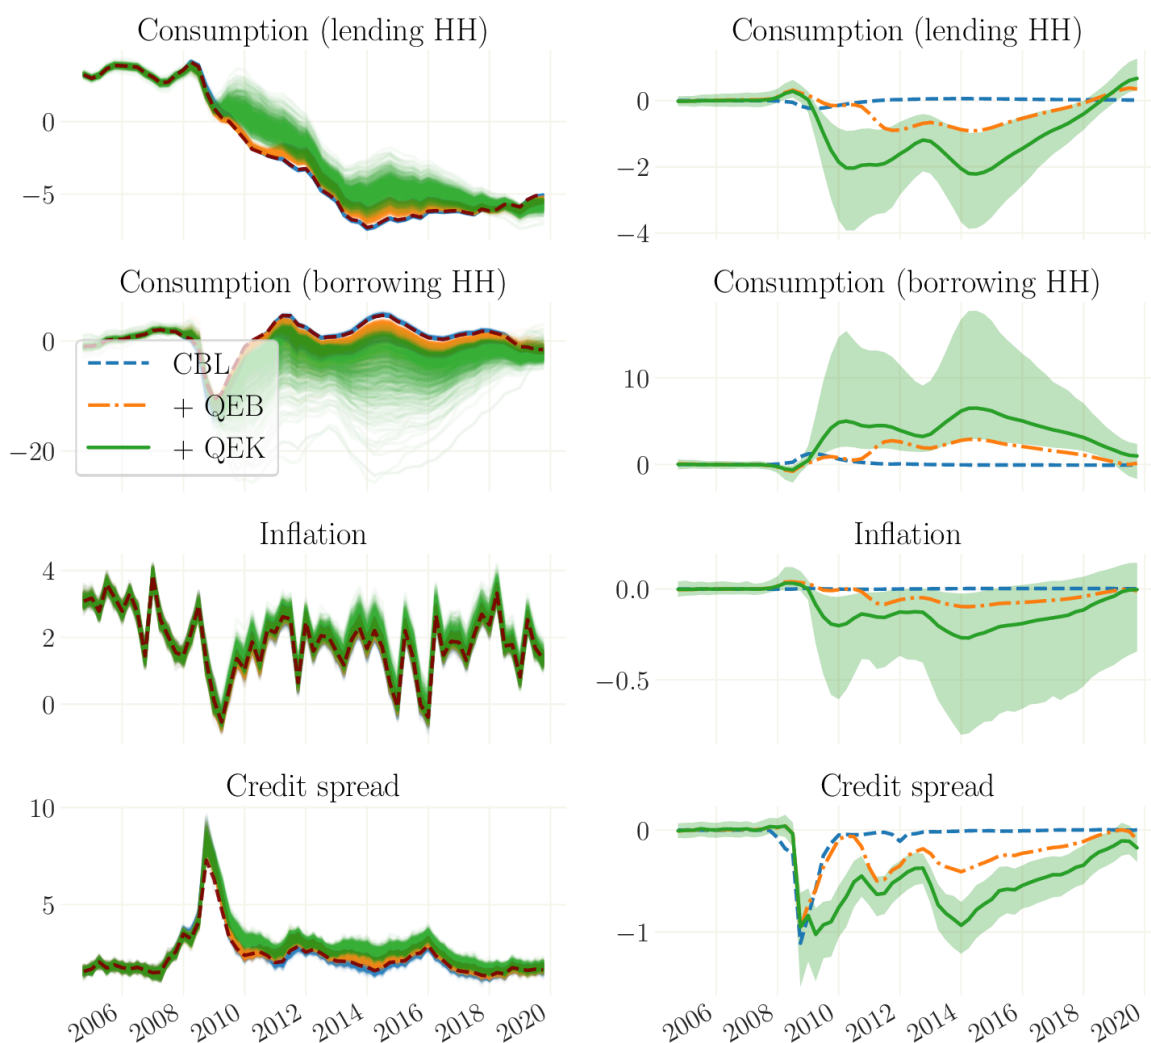 Consumption (lending HH)
0
−5
Consumption (lending HH)
0
−2
−4
Consumption (borrowing HH)
0
−20
CBL
+ QEB
+ QEK
Consumption (borrowing HH)
10
0
Inflation
4
2
0
Inflation
0.0
−0.5
Credit spread
10
5
2006 2008 2010 2012 2014 2016 2018 2020
Credit spread
0
−1
2006 2008 2010 2012 2014 2016 2018 2020